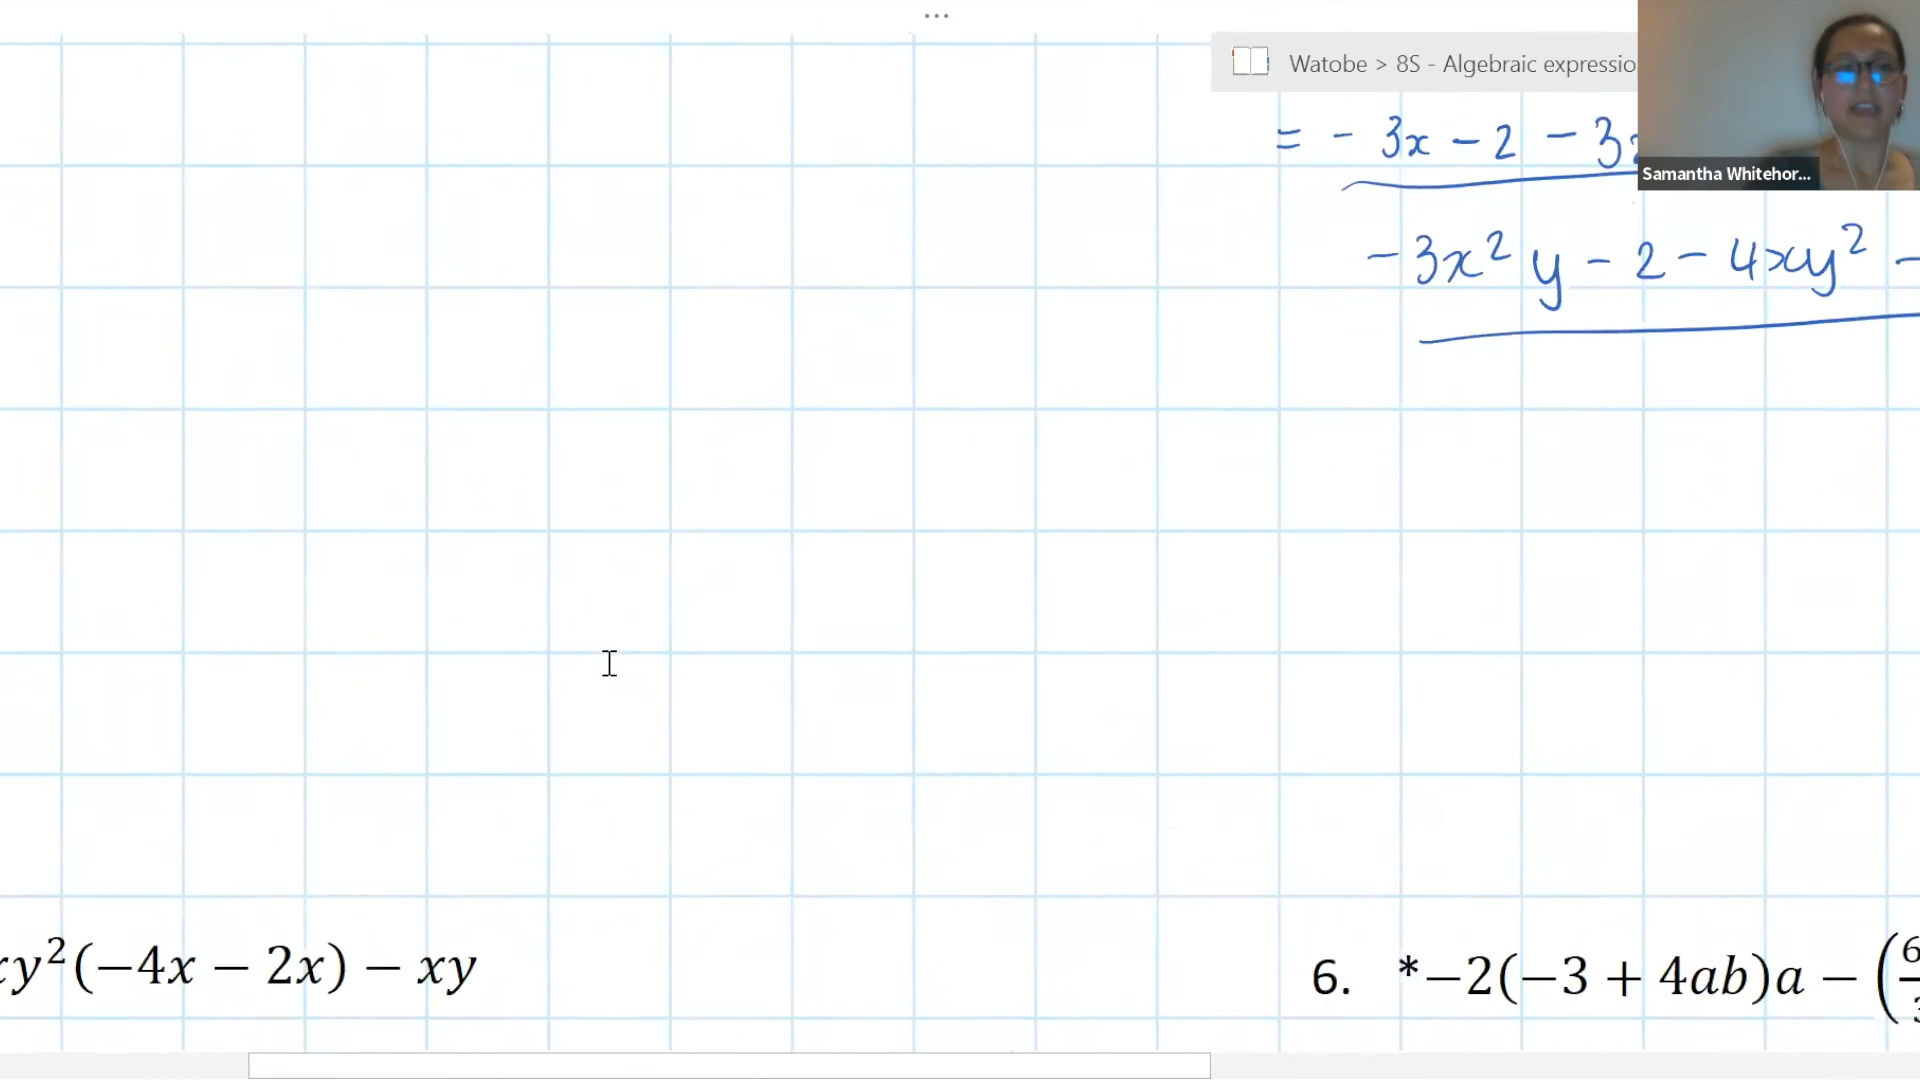 ...
Watobe > 8S - Algebraic expressio
= - 3x - 2 - 3
Samantha Whitehor...
-3x² y - 2 - 4xy² -
y²(−4x − 2x) − xy
6. *−2(−3 + 4ab)a − (6